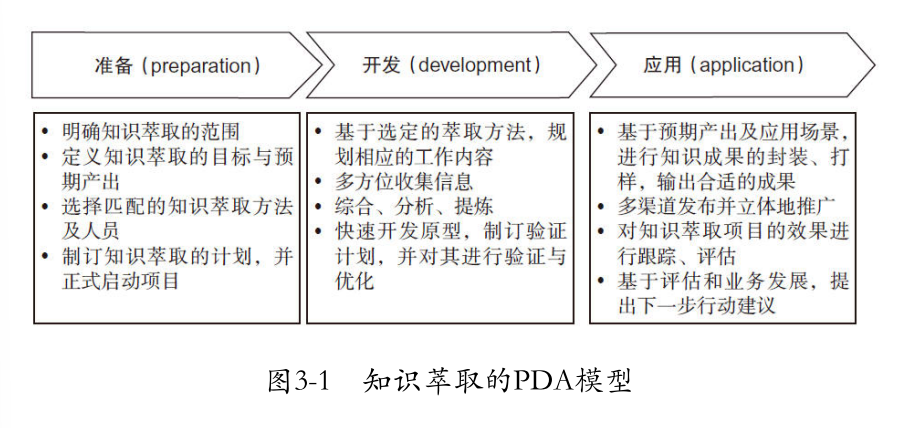 准备（preparation）
开发（development）
应用（application）
• 明确知识萃取的范围
• 定义知识萃取的目标与预
期产出
• 选择匹配的知识萃取方法
及人员
• 制订知识萃取的计划，并
正式启动项目
• 基于选定的萃取方法，规
划相应的工作内容
• 多方位收集信息
• 综合、分析、提炼
• 快速开发原型，制订验证
计划，并对其进行验证与
优化
• 基于预期产出及应用场景，
进行知识成果的封装、打
样，输出合适的成果
• 多渠道发布并立体地推广
• 对知识萃取项目的效果进
行跟踪、评估
• 基于评估和业务发展，提
出下一步行动建议
图3-1 知识萃取的PDA模型